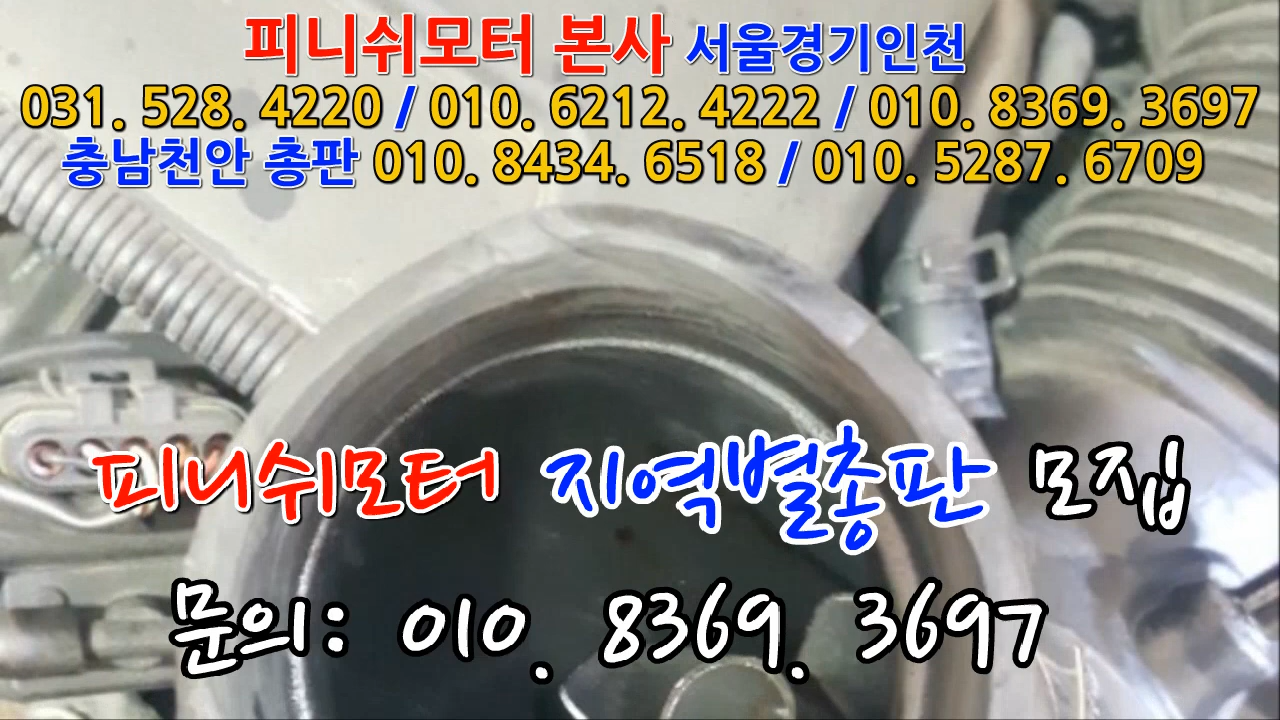 피니쉬모터 본사 서울경기인천
031. 528. 4220 / 010. 6212. 4222 / 010. 8369. 3697
충남천안 총판 010. 8434. 6518 / 010. 5287. 6709
피니쉬모터 지역별총판 모집
문의: 010. 8369. 3697